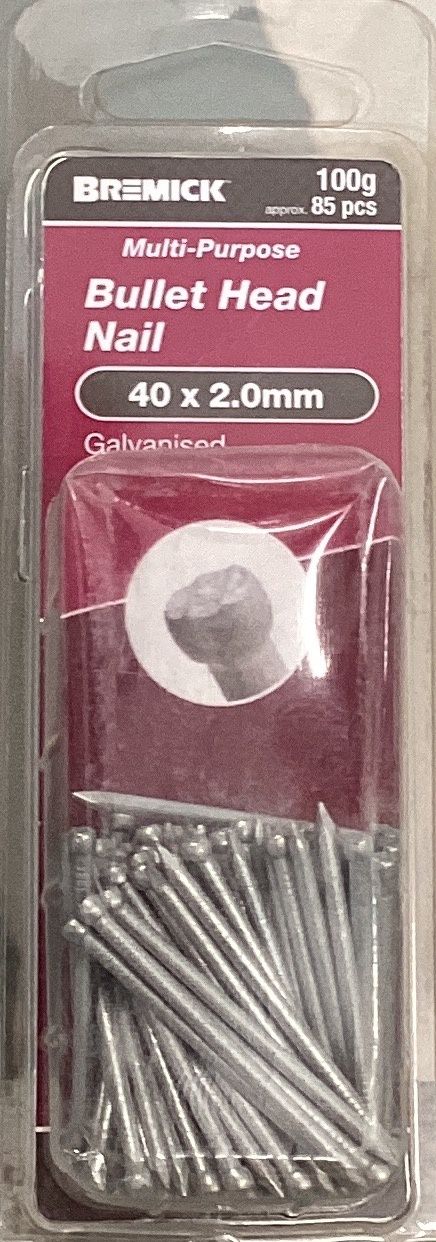 BREMICK
100g
approx. 85 pcs
Multi-Purpose
Bullet Head
Nail
40 x 2.0mm
Galvanised